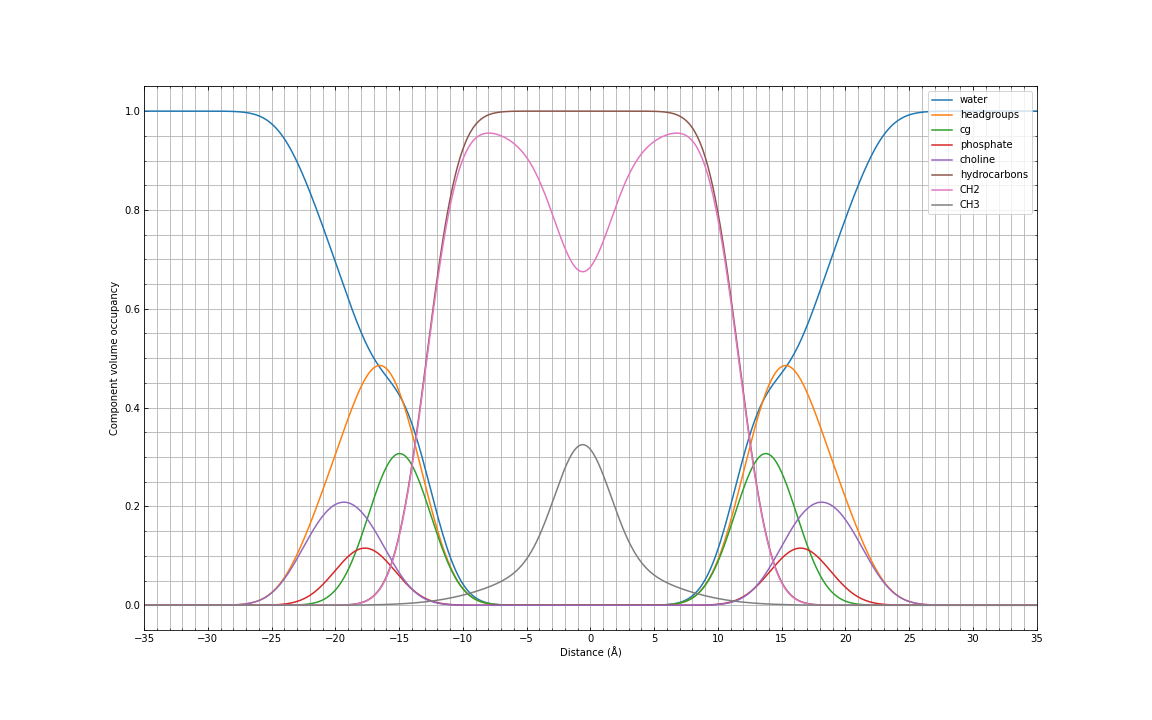 1.0
0.8
0.6
0.4
0.2
0.0
Component volume occupancy
water
headgroups
cg
phosphate
choline
hydrocarbons
CH2
CH3
−35 −30 −25 −20 −15 −10 −5 0 5 10 15 20 25 30 35
Distance (Å)